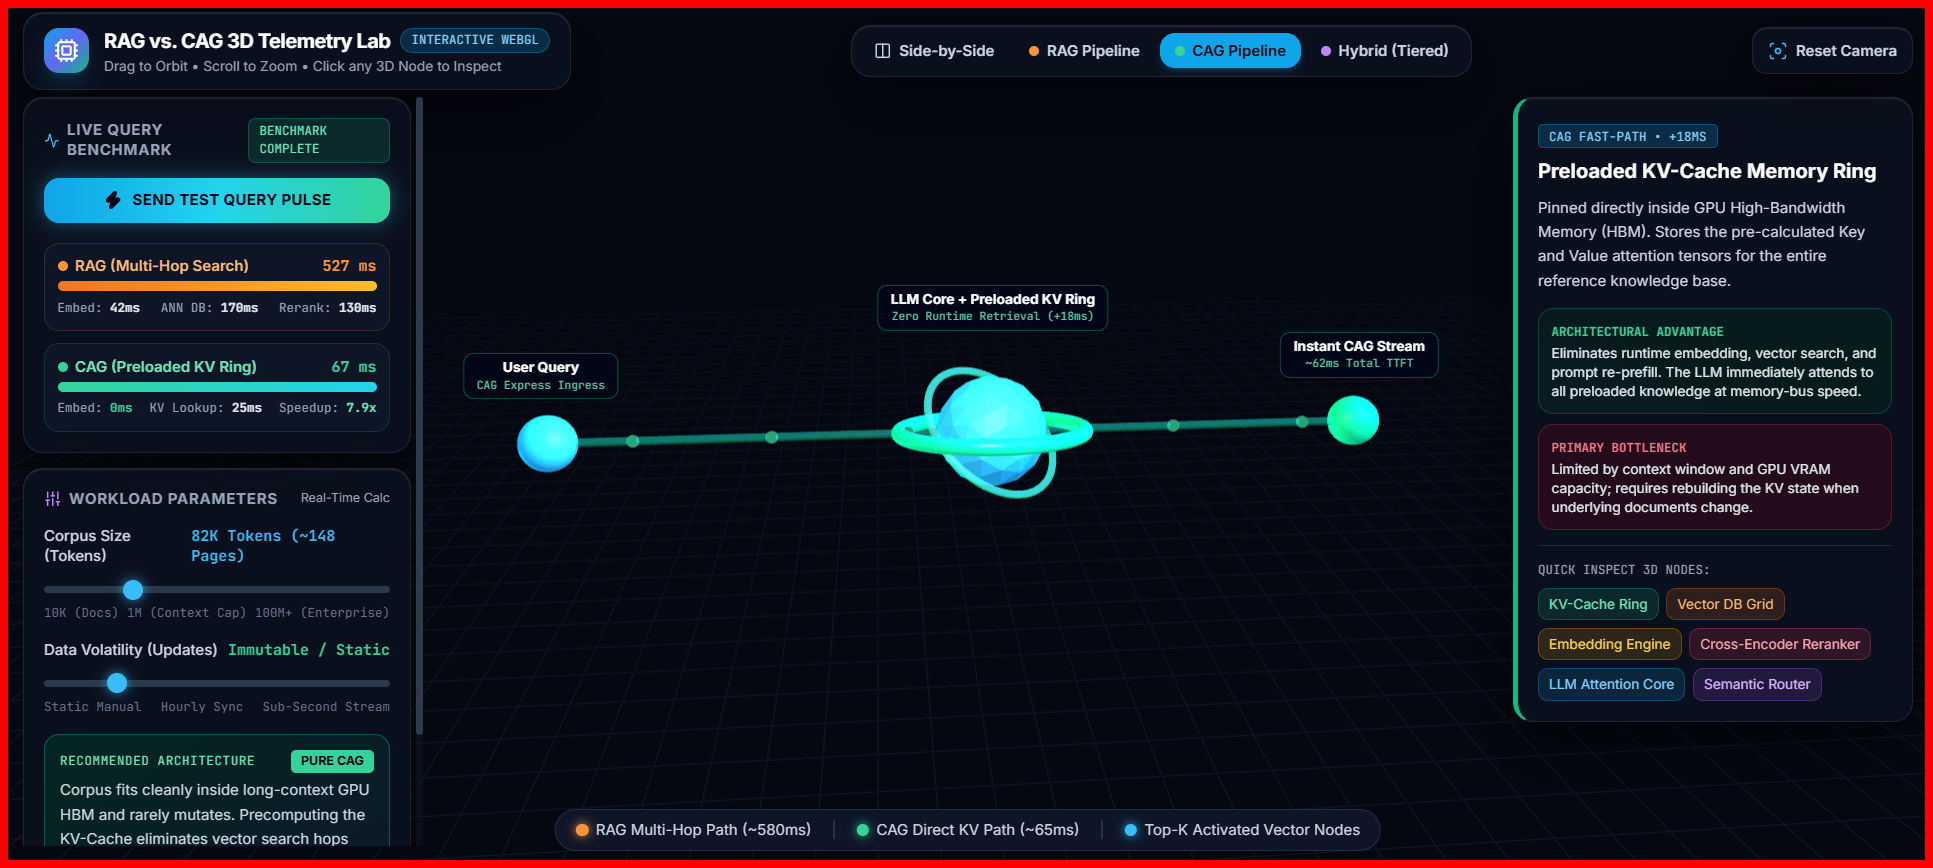 RAG vs. CAG 3D Telemetry Lab
INTERACTIVE WEBGL
Drag to Orbit • Scroll to Zoom • Click any 3D Node to Inspect
Side-by-Side
RAG Pipeline
CAG Pipeline
Hybrid (Tiered)
Reset Camera
LIVE QUERY
BENCHMARK
BENCHMARK
COMPLETE
SEND TEST QUERY PULSE
RAG (Multi-Hop Search) 527 ms
Embed: 42ms ANN DB: 170ms Rerank: 130ms
CAG (Preloaded KV Ring) 67 ms
Embed: 0ms KV Lookup: 25ms Speedup: 7.9x
WORKLOAD PARAMETERS Real-Time Calc
Corpus Size
(Tokens)
82K Tokens (~148
Pages)
10K (Docs) 1M (Context Cap) 100M+ (Enterprise)
Data Volatility (Updates) Immutable / Static
Static Manual Hourly Sync Sub-Second Stream
RECOMMENDED ARCHITECTURE PURE CAG
Corpus fits cleanly inside long-context GPU
HBM and rarely mutates. Precomputing the
KV-Cache eliminates vector search hops
User Query
CAG Express Ingress
LLM Core + Preloaded KV Ring
Zero Runtime Retrieval (+18ms)
Instant CAG Stream
~62ms Total TTFT
RAG Multi-Hop Path (~580ms)
CAG Direct KV Path (~65ms)
Top-K Activated Vector Nodes
CAG FAST-PATH • +18MS
Preloaded KV-Cache Memory Ring
Pinned directly inside GPU High-Bandwidth
Memory (HBM). Stores the pre-calculated Key
and Value attention tensors for the entire
reference knowledge base.
ARCHITECTURAL ADVANTAGE
Eliminates runtime embedding, vector search, and
prompt re-prefill. The LLM immediately attends to
all preloaded knowledge at memory-bus speed.
PRIMARY BOTTLENECK
Limited by context window and GPU VRAM
capacity; requires rebuilding the KV state when
underlying documents change.
QUICK INSPECT 3D NODES:
KV-Cache Ring
Vector DB Grid
Embedding Engine
Cross-Encoder Reranker
LLM Attention Core
Semantic Router